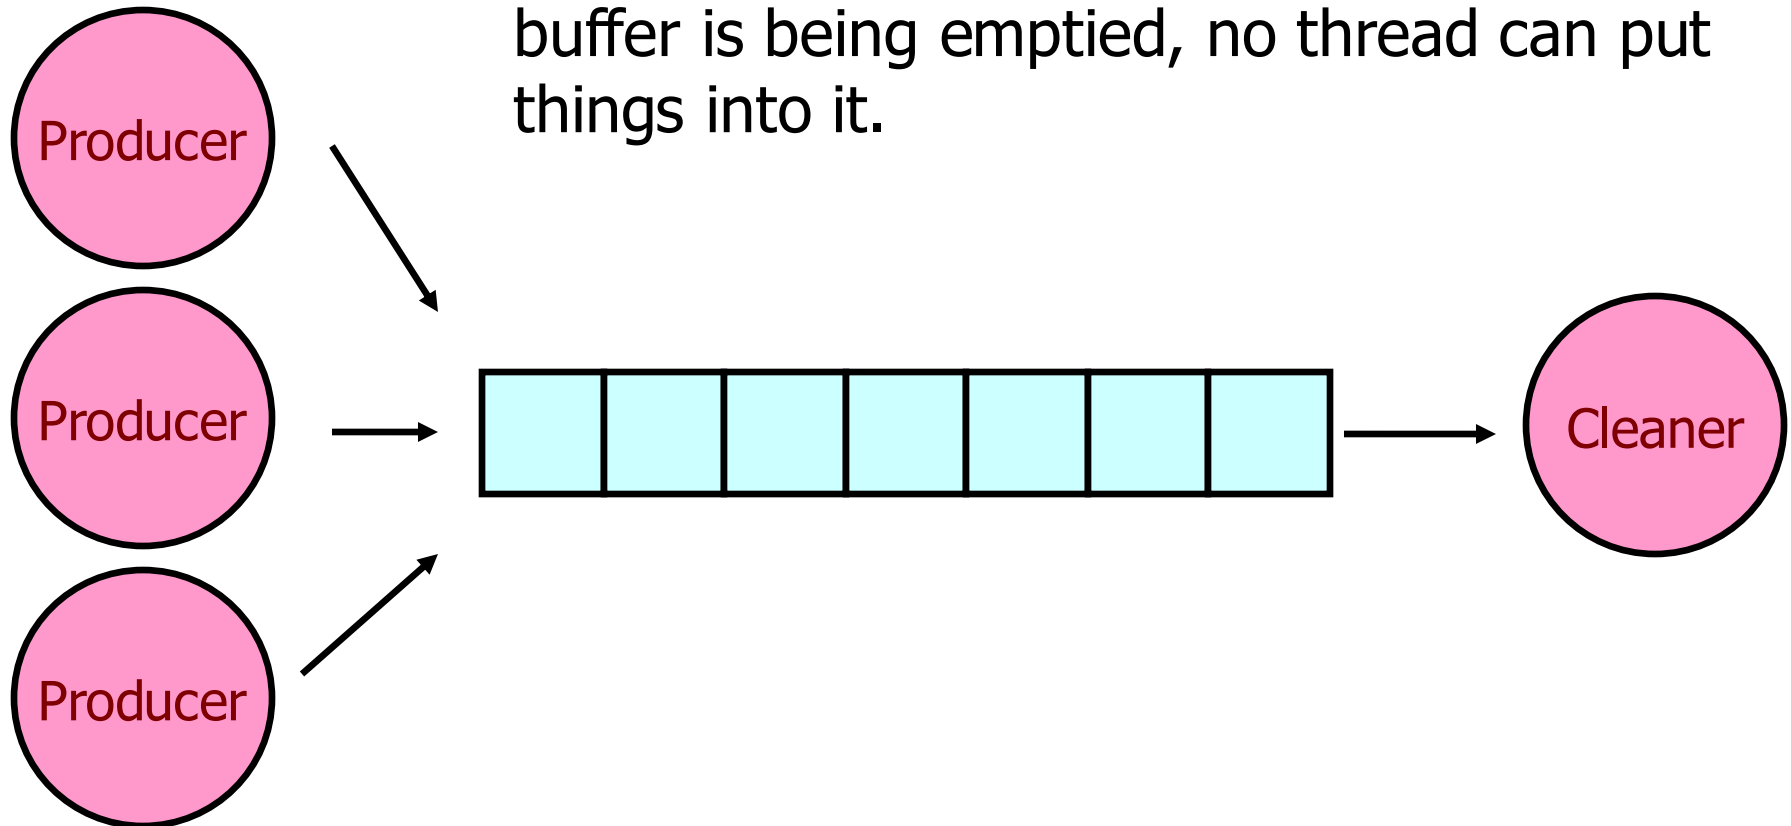 buffer is being emptied, no thread can put
things into it.
Producer
Producer
Producer
Cleaner